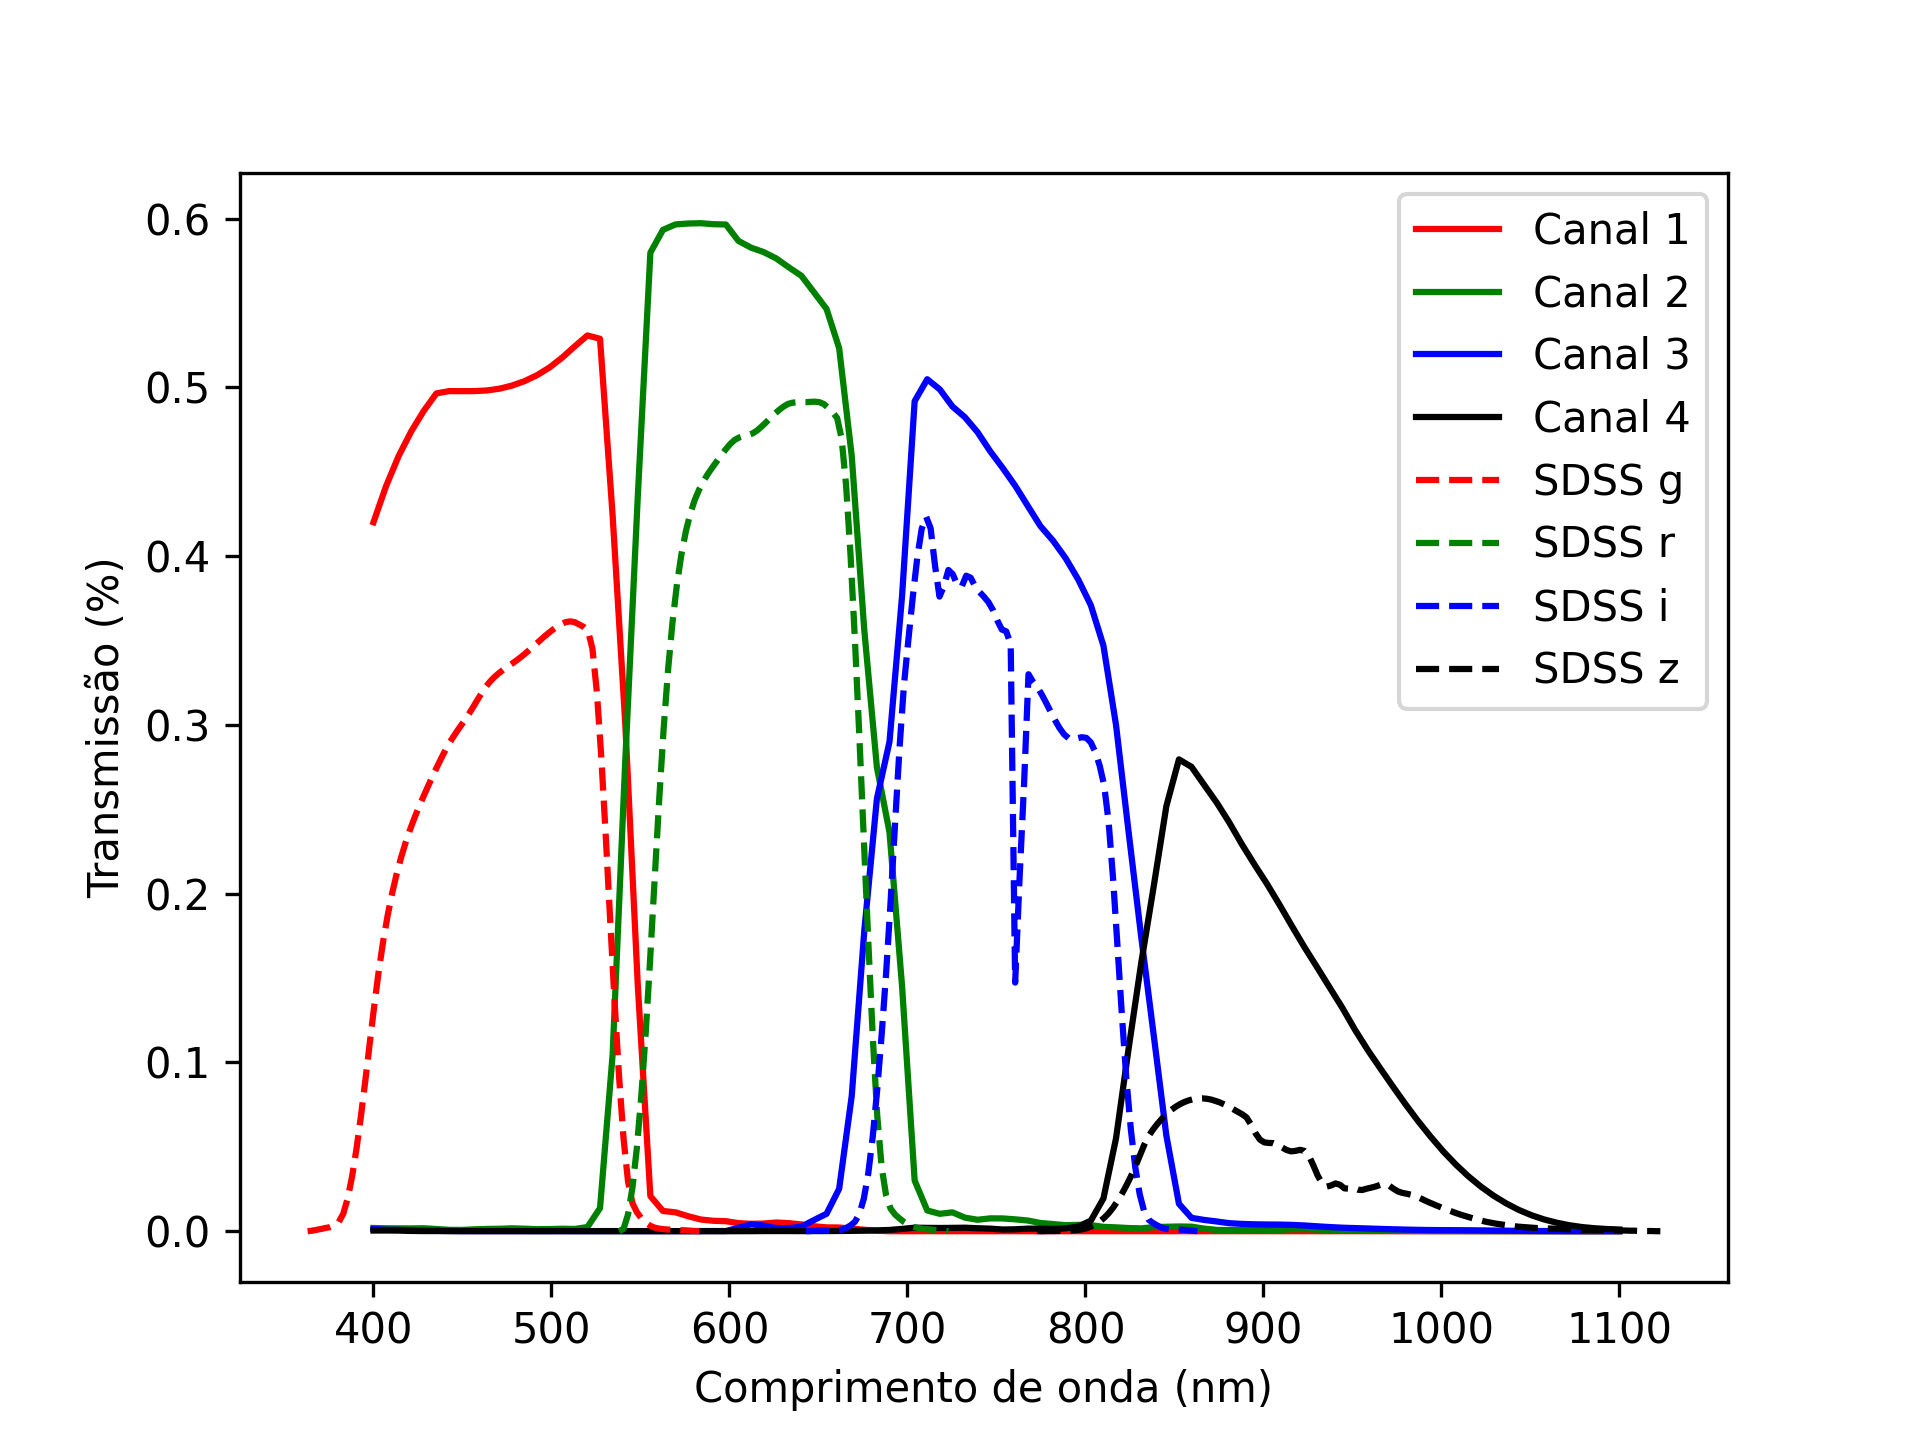 0.6
0.5
0.4
0.3
0.2
0.1
0.0
Transmissão (%)
400 500 600 700 800 900 1000 1100
Comprimento de onda (nm)
Canal 1
Canal 2
Canal 3
Canal 4
SDSS g
SDSS r
SDSS i
SDSS z